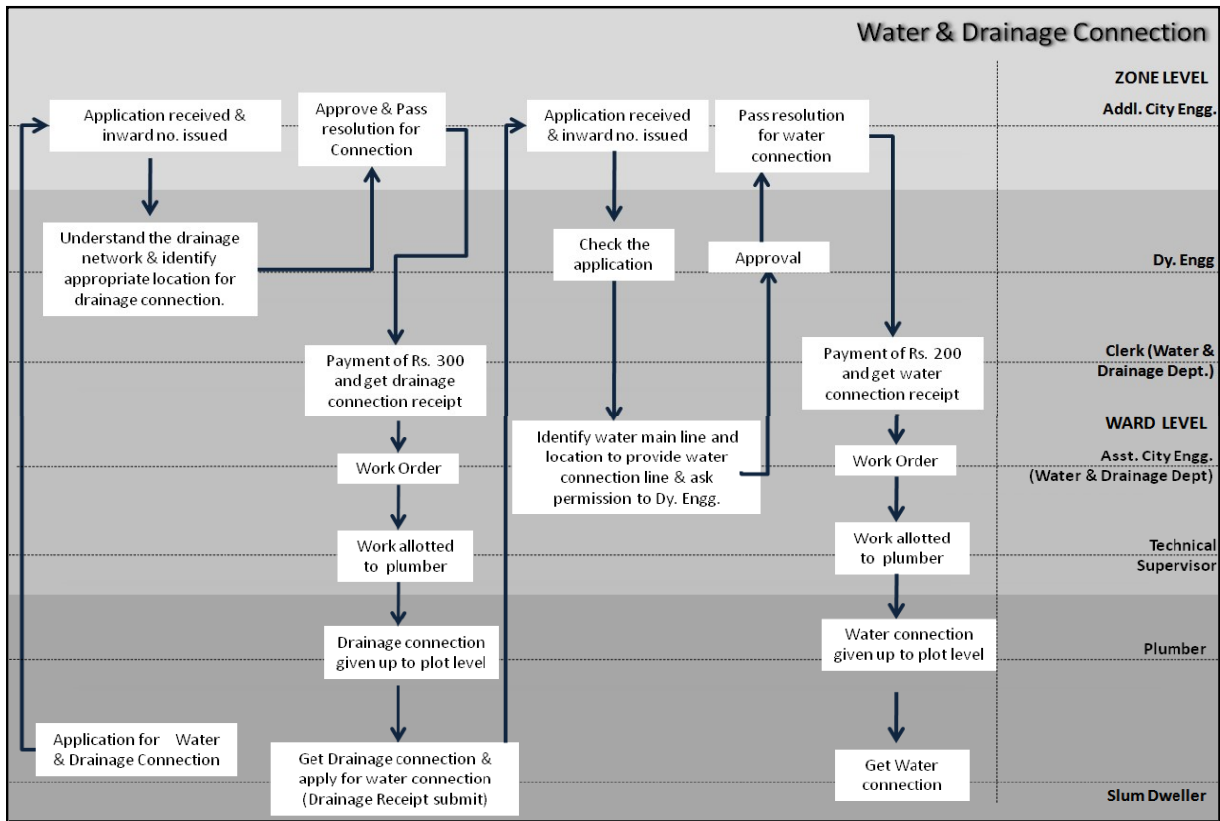 Water & Drainage Connection
ZONE LEVEL
Addl. City Engg.
Application received &
inward no. issued
Approve & Pass
resolution for
Connection
Application received
& inward no. issued
Pass resolution
for water
connection
Understand the drainage
network & identify
appropriate location for
drainage connection.
Check the
application
Approval
Dy. Engg
Payment of Rs. 300
and get drainage
connection receipt
Payment of Rs. 200
and get water
connection receipt
Clerk (Water &
Drainage Dept.)
WARD LEVEL
Identify water main line and
location to provide water
connection line & ask
permission to Dy. Engg.
Work Order
Work Order
Asst. City Engg.
(Water & Drainage Dept)
Work allotted
to plumber
Work allotted
to plumber
Technical
Supervisor
Drainage connection
given up to plot level
Water connection
given up to plot level
Plumber
Application for Water
& Drainage Connection
Get Drainage connection &
apply for water connection
(Drainage Receipt submit)
Get Water
connection
Slum Dweller